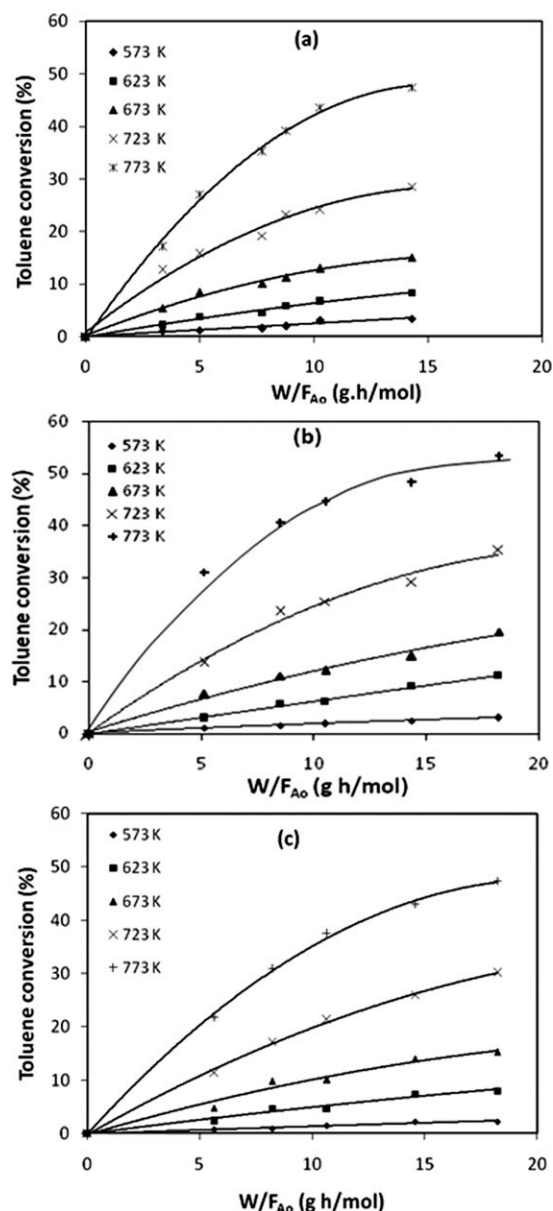 (a)
Toluene conversion (%)
60
50
40
30
20
10
0
573 K
623 K
673 K
723 K
773 K
0 5 10 15 20
W/FAo (g.h/mol)
(b)
Toluene conversion (%)
60
50
40
30
20
10
0
573 K
623 K
673 K
723 K
773 K
0 5 10 15 20
W/FAo (g h/mol)
(c)
Toluene conversion (%)
60
50
40
30
20
10
0
573 K
623 K
673 K
723 K
773 K
0 5 10 15 20
W/FAo (g h/mol)